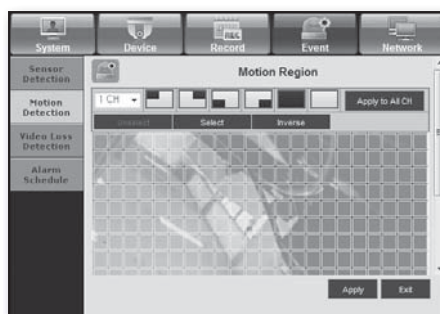 System Device Record Event Network
Sensor
Detection
Motion
Detection
Video Loss
Detection
Alarm
Schedule
Motion Region
1 CH
Apply to All CH
Select Inverse
Apply Exit